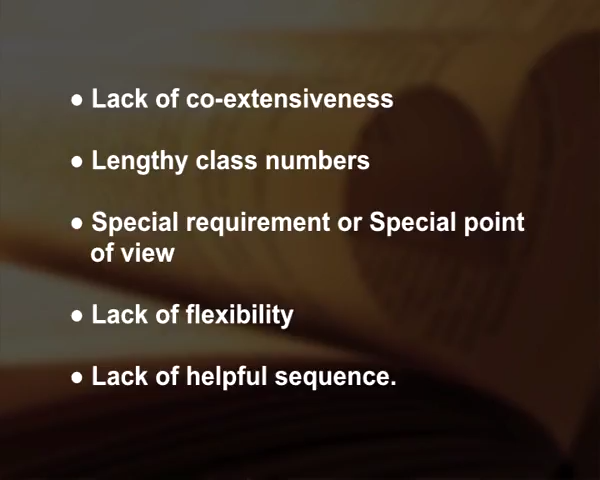 ● Lack of co-extensiveness
● Lengthy class numbers
● Special requirement or Special point
of view
● Lack of flexibility
● Lack of helpful sequence.